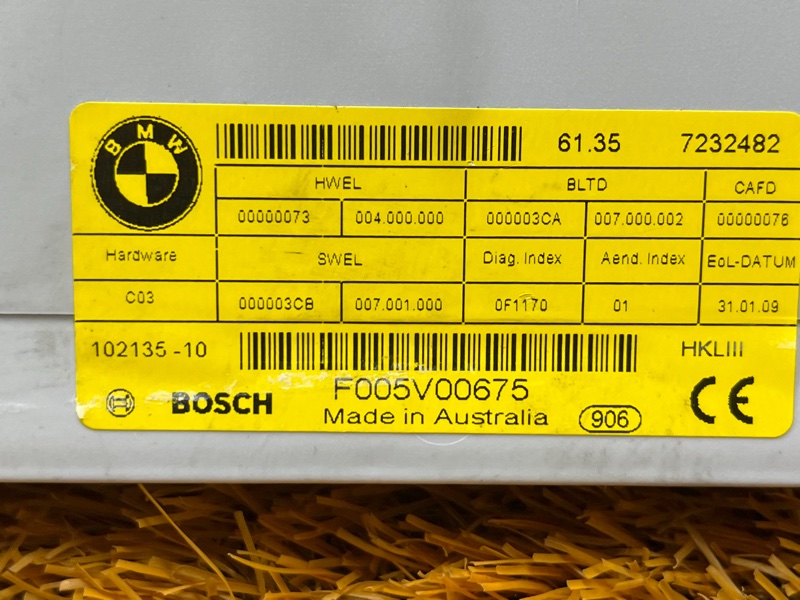 BMW
61.35 7232482
HWEL BLTD CAFD
00000073 004.000.000 000003CA 007.000.002 00000076
Hardware SWEL Diag. Index Aend. Index EoL-DATUM
C03 000003CB 007.001.000 0F1170 01 31.01.09
102135 -10 HKLIII
BOSCH F005V00675 CE
Made in Australia 906